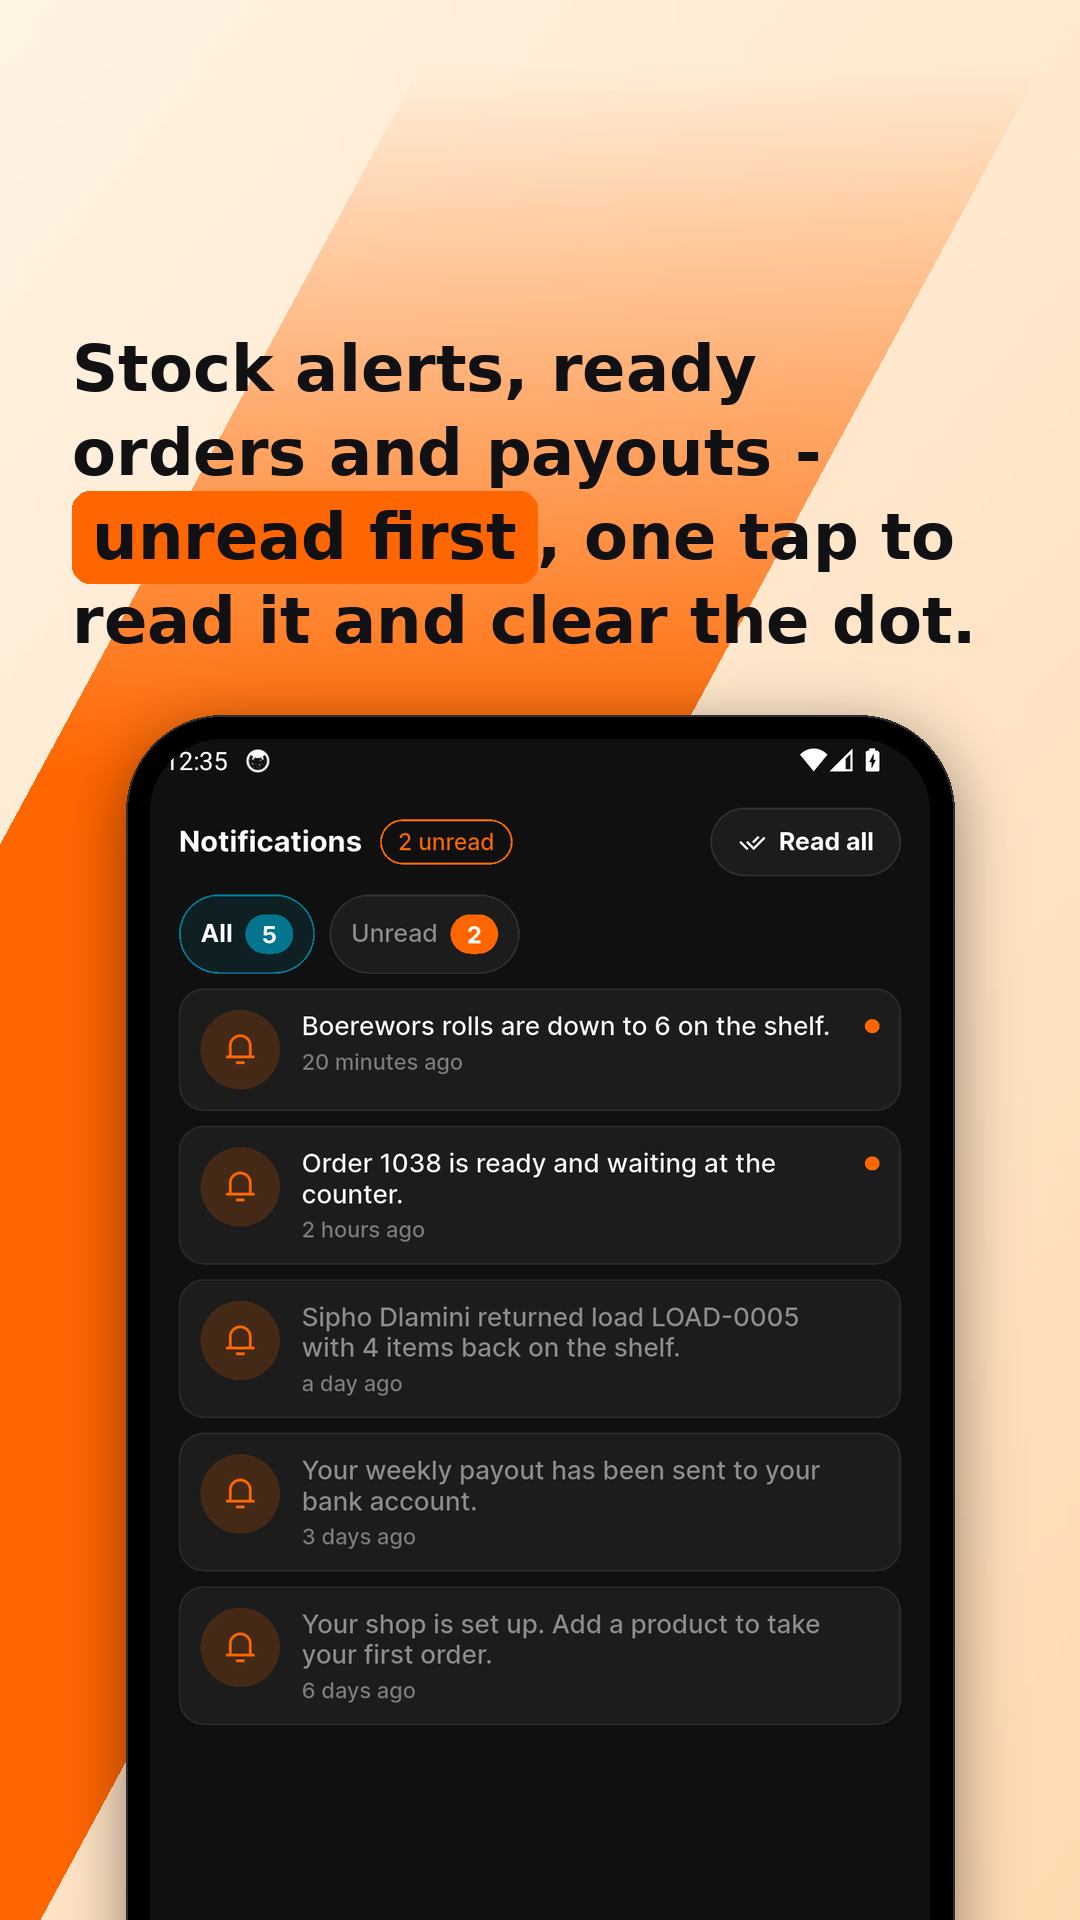 Stock alerts, ready
orders and payouts -
unread first, one tap to
read it and clear the dot.
12:35
Notifications
2 unread
Read all
All 5
Unread 2
Boerewors rolls are down to 6 on the shelf.
20 minutes ago
Order 1038 is ready and waiting at the
counter.
2 hours ago
Sipho Dlamini returned load LOAD-0005
with 4 items back on the shelf.
a day ago
Your weekly payout has been sent to your
bank account.
3 days ago
Your shop is set up. Add a product to take
your first order.
6 days ago